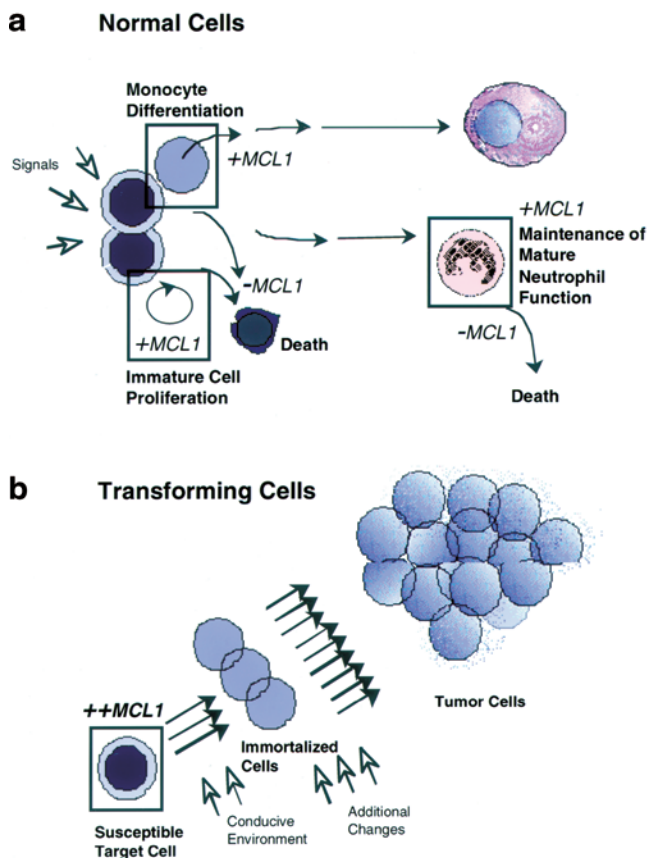 a Normal Cells
Monocyte
Differentiation
Signals
+MCL1
+MCL1
Maintenance of
Mature
Neutrophil
Function
-MCL1
+MCL1
Death
-MCL1
Immature Cell
Proliferation
Death
b Transforming Cells
Tumor Cells
++MCL1
Immortalized
Cells
Susceptible
Target Cell
Conducive
Environment
Additional
Changes